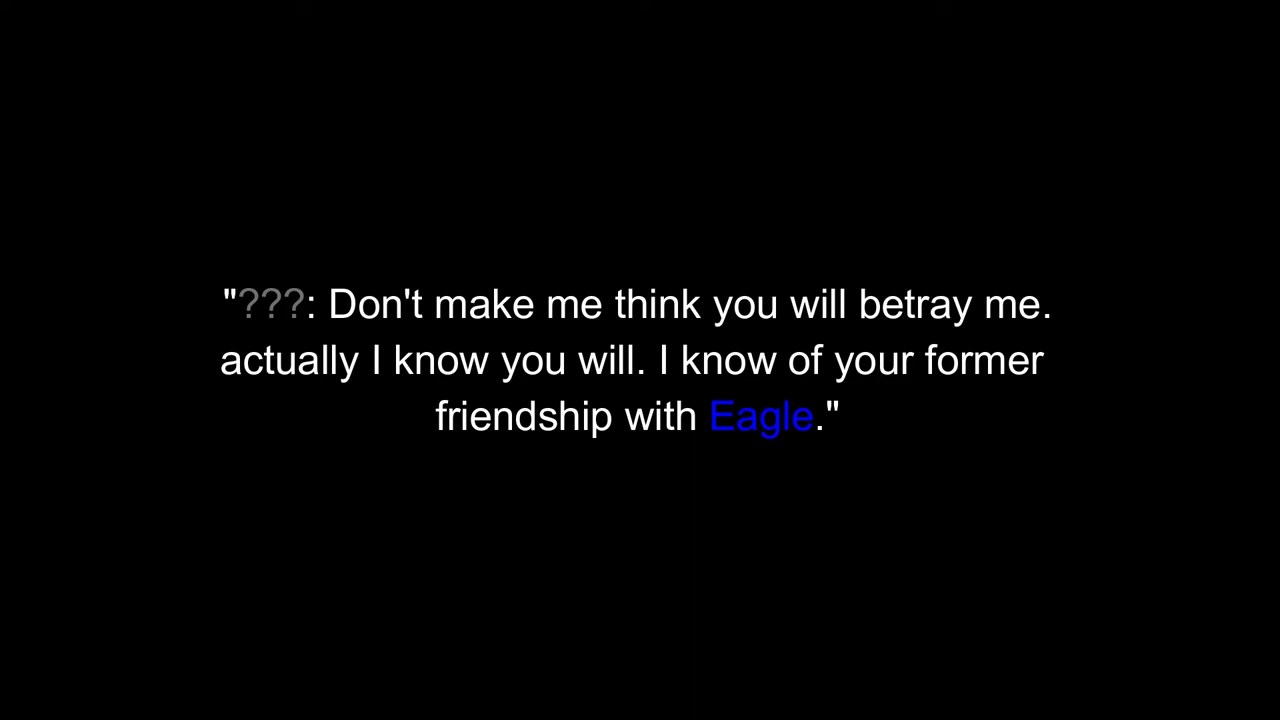 "???: Don't make me think you will betray me.
actually I know you will. I know of your former
friendship with Eagle."